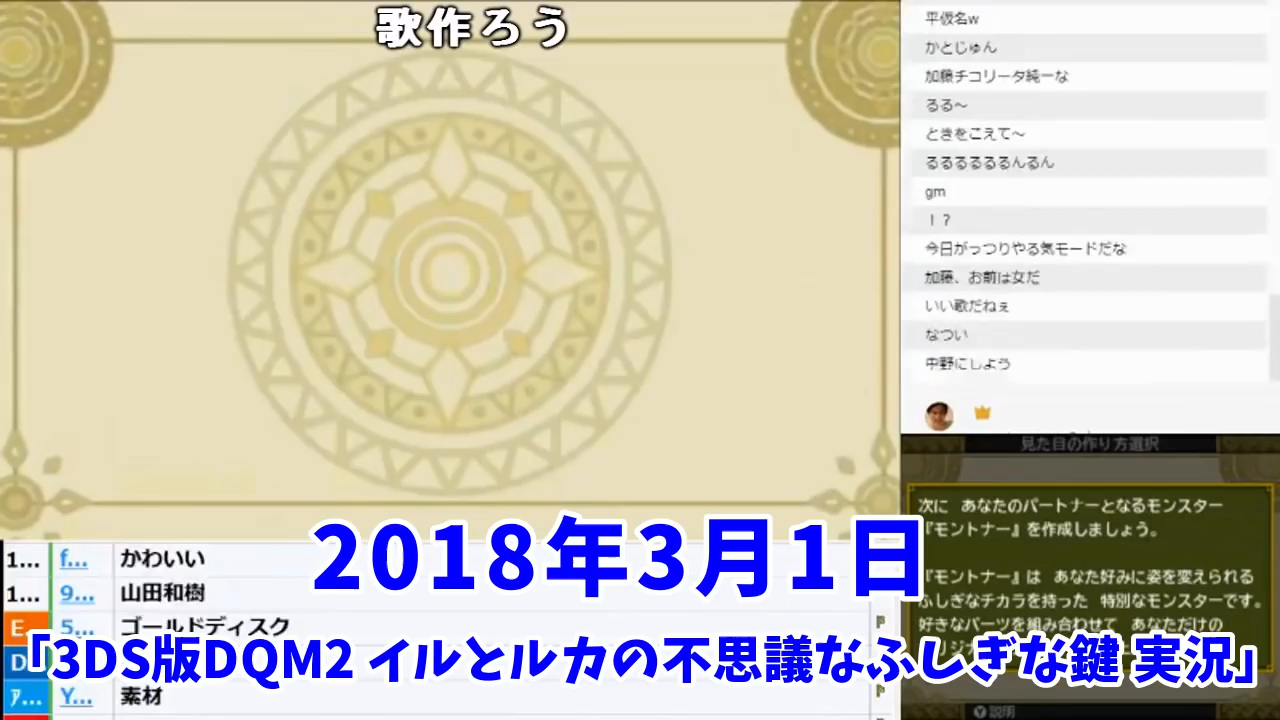 歌作ろう
平仮名w
かとじゅん
加藤チコリータ純一な
るる～
ときをこえて～
るるるるるるんるん
gm
！？
今日がっつりやる気モードだな
加藤、お前は女だ
いい歌だねぇ
なつい
中野にしよう
見た目の作り方選択
次に あなたのパートナーとなるモンスター
『モントナー』を作成しましょう。
『モントナー』は あなた好みに姿を変えられる
ふしぎなチカラを持った 特別なモンスターです。
好きなパーツを組み合わせて あなただけの
Y説明
2018年3月1日
1... f... かわいい
1... 9... 山田和樹
E... 5... ゴールドディスク P
「3DS版DQM2 イルとルカの不思議なふしぎな鍵 実況」
ア... Y... 素材 P